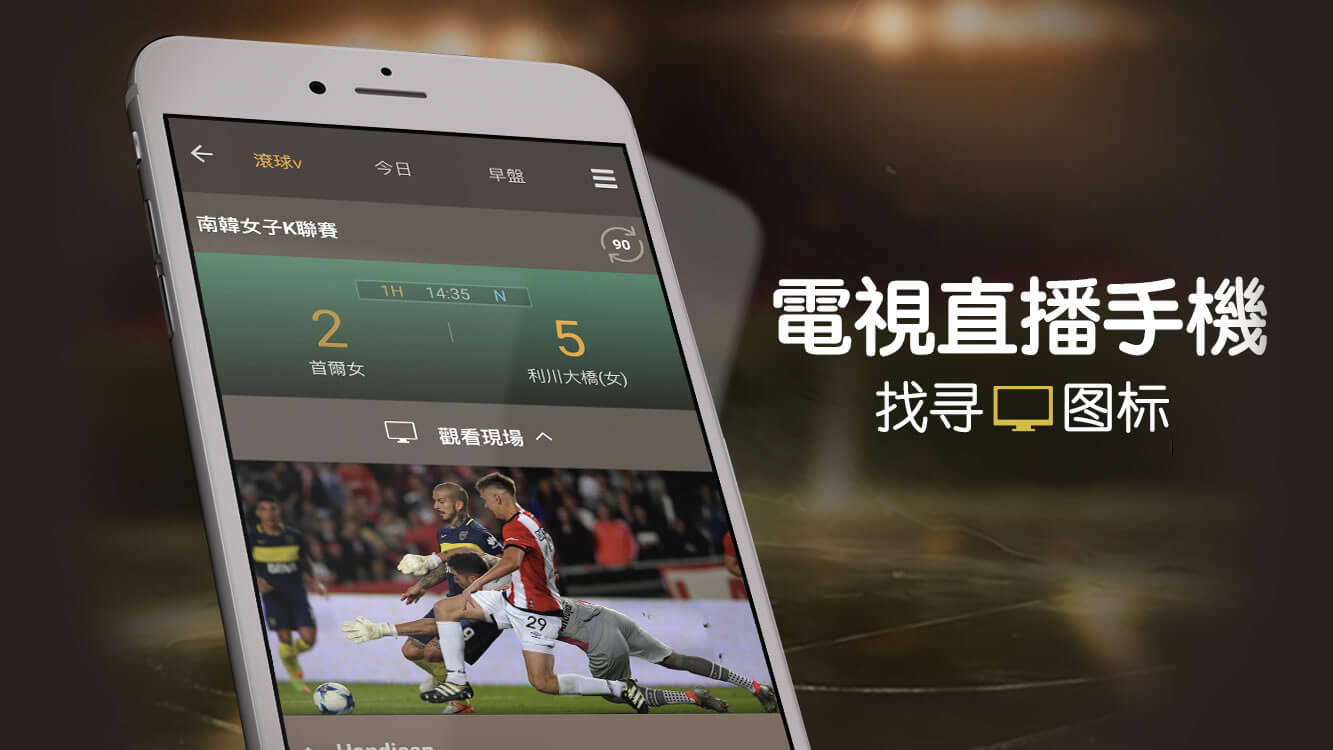 滾球v 今日 早盤
南韓女子K聯賽
90
1H 14:35 N
2 5
首爾女 利川大橋(女)
觀看現場
29
Handicap
電視直播手機
找寻图标